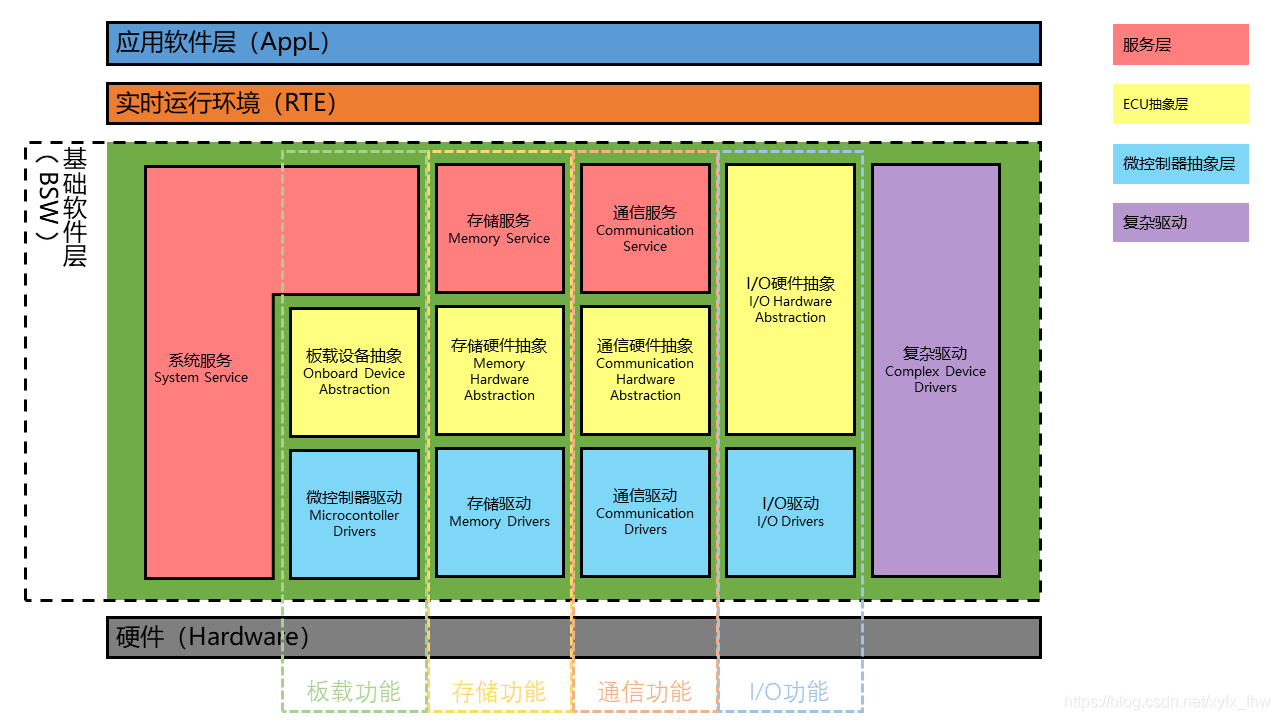 应用软件层（AppL）
实时运行环境（RTE）
基础软件层
（BSW）
系统服务
System Service
板载设备抽象
Onboard Device
Abstraction
微控制器驱动
Microcontoller
Drivers
存储服务
Memory Service
存储硬件抽象
Memory
Hardware
Abstraction
存储驱动
Memory Drivers
通信服务
Communication
Service
通信硬件抽象
Communication
Hardware
Abstraction
通信驱动
Communication
Drivers
I/O硬件抽象
I/O Hardware
Abstraction
I/O驱动
I/O Drivers
复杂驱动
Complex Device
Drivers
硬件（Hardware）
板载功能
存储功能
通信功能
I/O功能
服务层
ECU抽象层
微控制器抽象层
复杂驱动
https://blog.csdn.net/xyfx_fhw